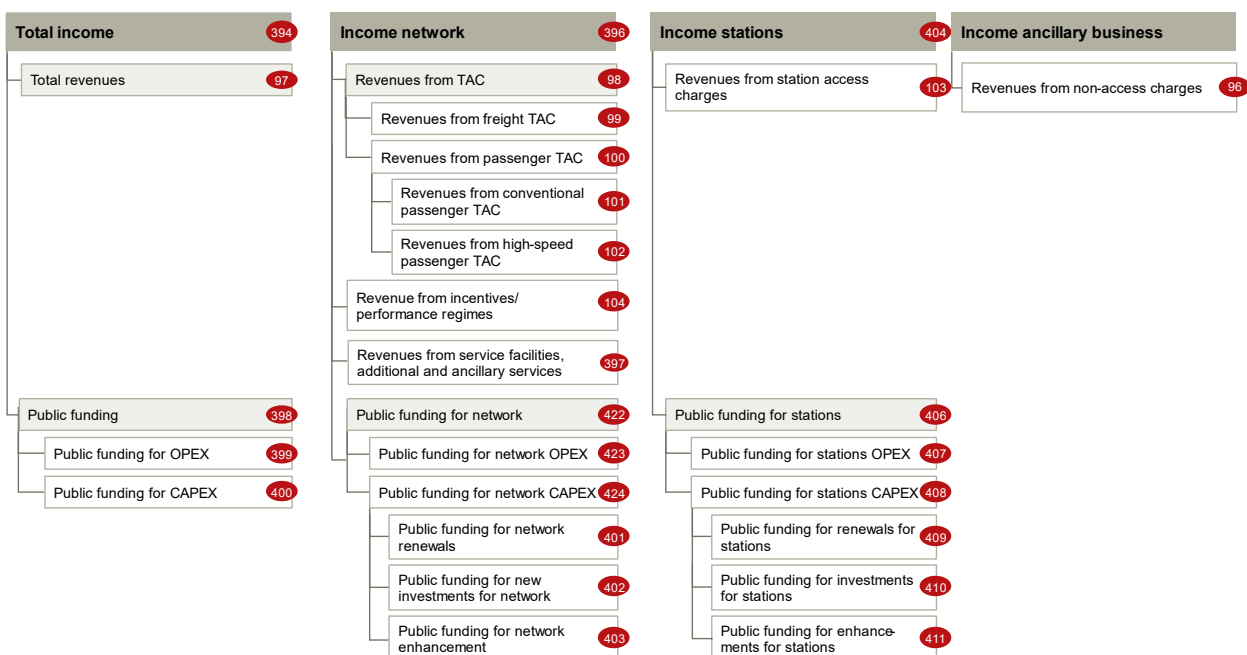 Total income 394
Total revenues 97
Public funding 398
Public funding for OPEX 399
Public funding for CAPEX 400
Income network 396
Revenues from TAC 98
Revenues from freight TAC 99
Revenues from passenger TAC 100
Revenues from conventional
passenger TAC 101
Revenues from high-speed
passenger TAC 102
Revenue from incentives/
performance regimes 104
Revenues from service facilities,
additional and ancillary services 397
Public funding for network 422
Public funding for network OPEX 423
Public funding for network CAPEX 424
Public funding for network
renewals 401
Public funding for new
investments for network 402
Public funding for network
enhancement 403
Income stations 404
Revenues from station access
charges 103
Public funding for stations 406
Public funding for stations OPEX 407
Public funding for stations CAPEX 408
Public funding for renewals for
stations 409
Public funding for investments
for stations 410
Public funding for enhance-
ments for stations 411
Income ancillary business
Revenues from non-access charges 96